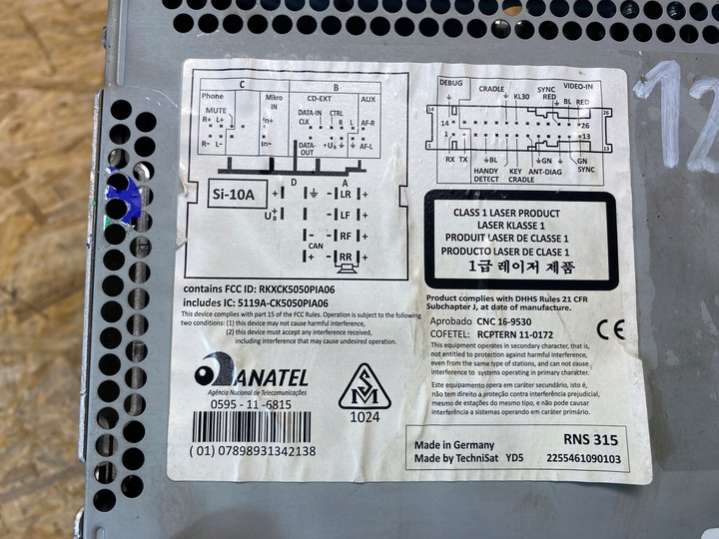 C
B
Phone
Mikro
IN
CD-EKT
AUX
MUTE
DATA-IN
CTRL
CLK
R
L
R+ L+
in+
AF-R
R- L-
in-
DATA-
OUT
AF-L
D
A
Si-10A
LR
LF
RF
CAN
RR
DEBUG
CRADLE
SYNC
RED
VIDEO-IN
KL30
BL
RED
14
26
1
13
RX
TX
BL
GN
GN
SYNC
HANDY
DETECT
KEY
CRADLE
ANT-DIAG
CLASS 1 LASER PRODUCT
LASER KLASSE 1
PRODUIT LASER DE CLASSE 1
PRODUCTO LASER DE CLASE 1
1급 레이저 제품
contains FCC ID: RKXCK5050PIA06
includes IC: 5119A-CK5050PIA06
This device complies with part 15 of the FCC Rules. Operation is subject to the following
two conditions: (1) this device may not cause harmful interference,
(2) this device must accept any interference received,
including interference that may cause undesired operation.
Product complies with DHHS Rules 21 CFR
Subchapter J, at date of manufacture.
Aprobado CNC 16-9530
COFETEL: RCPTERN 11-0172
CE
This equipment operates in secondary character, that is,
not entitled to protection against harmful interference,
even from the same type of stations, and can not cause
interference to systems operating in primary character.
Este equipamento opera em caráter secundário, isto é,
não tem direito a proteção contra interferência prejudicial,
mesmo de estações do mesmo tipo, e não pode causar
interferência a sistemas operando em caráter primário.
ANATEL
Agência Nacional de Telecomunicações
0595 - 11 -6815
(01) 07898931342138
1024
Made in Germany
RNS 315
Made by TechniSat YD5
2255461090103
12